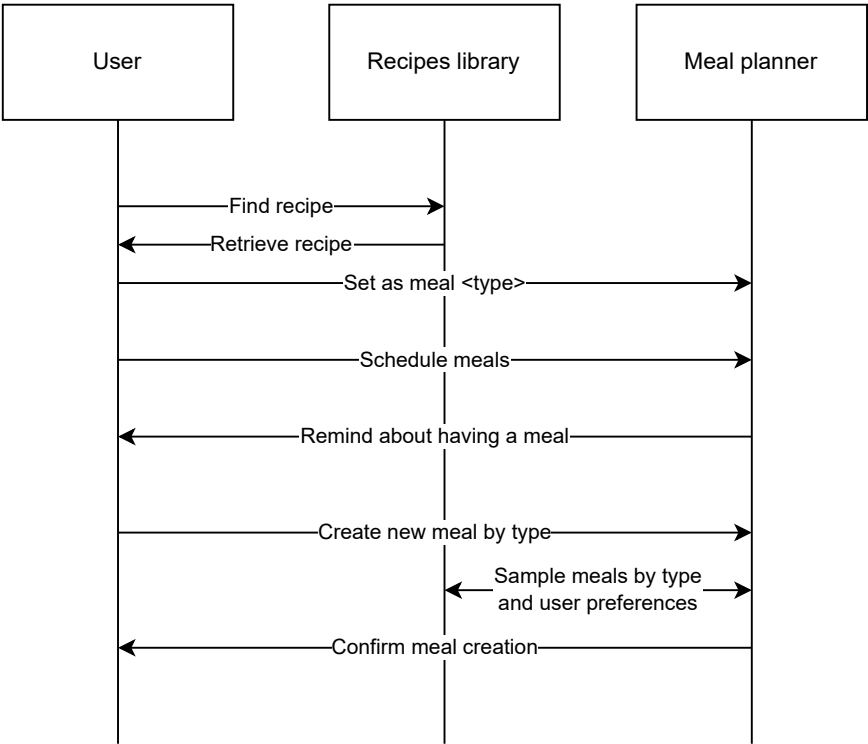 User
Recipes library
Meal planner
Find recipe
Retrieve recipe
Set as meal <type>
Schedule meals
Remind about having a meal
Create new meal by type
Sample meals by type
and user preferences
Confirm meal creation